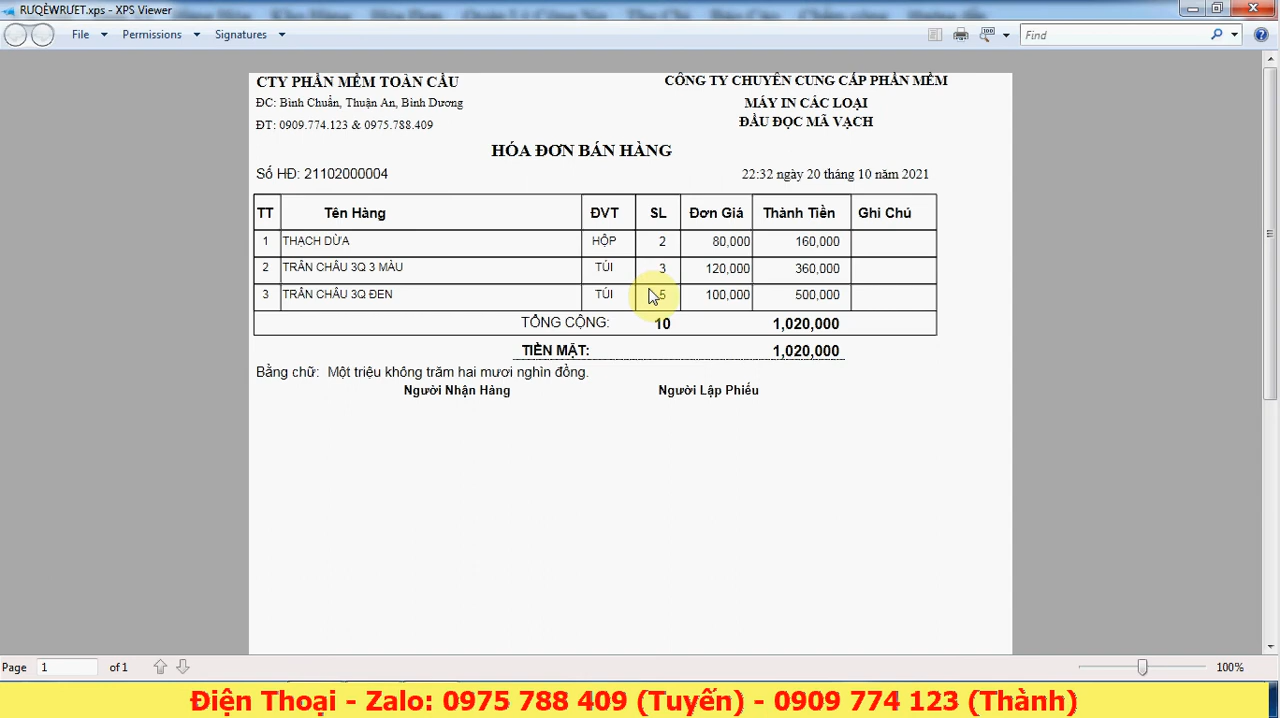 RUQÈWRUET.xps - XPS Viewer
File Permissions Signatures Find
CTY PHẦN MỀM TOÀN CẦU
ĐC: Bình Chuẩn, Thuận An, Bình Dương
ĐT: 0909.774.123 & 0975.788.409
CÔNG TY CHUYÊN CUNG CẤP PHẦN MỀM
MÁY IN CÁC LOẠI
ĐẦU ĐỌC MÃ VẠCH
HÓA ĐƠN BÁN HÀNG
Số HĐ: 21102000004 22:32 ngày 20 tháng 10 năm 2021
TT Tên Hàng ĐVT SL Đơn Giá Thành Tiền Ghi Chú
1 THẠCH DỪA HỘP 2 80,000 160,000
2 TRÂN CHÂU 3Q 3 MÀU TÚI 3 120,000 360,000
3 TRÂN CHÂU 3Q ĐEN TÚI 5 100,000 500,000
TỔNG CỘNG: 10 1,020,000
TIỀN MẶT: 1,020,000
Bằng chữ: Một triệu không trăm hai mươi nghìn đồng.
Người Nhận Hàng Người Lập Phiếu
Page 1 of 1 100%
Điện Thoại - Zalo: 0975 788 409 (Tuyến) - 0909 774 123 (Thành)